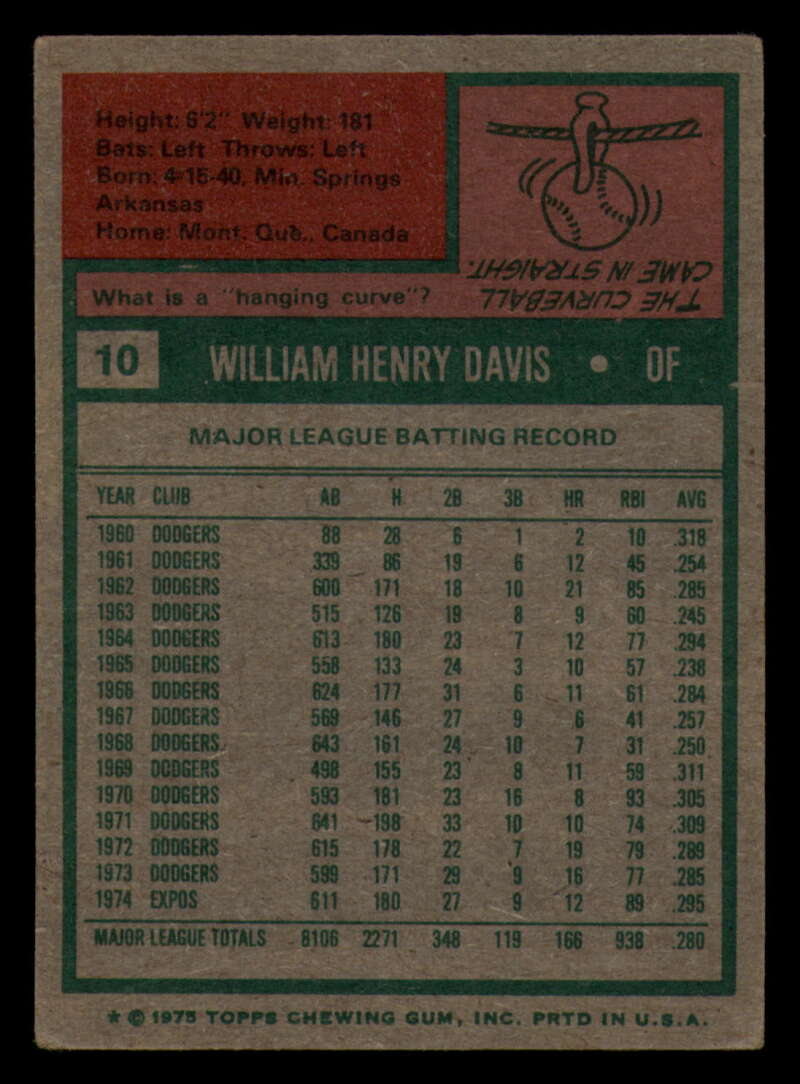 Height: 6'2" Weight: 181
Bats: Left Throws: Left
Born: 4-15-40, Min. Springs
Arkansas
Home: Mont. Que., Canada
What is a "hanging curve"?
THE CURVEBALL
CAME IN STRAIGHT.
10 WILLIAM HENRY DAVIS • OF
MAJOR LEAGUE BATTING RECORD
YEAR CLUB AB H 2B 3B HR RBI AVG
1960 DODGERS 88 28 6 1 2 10 .318
1961 DODGERS 339 86 19 6 12 45 .254
1962 DODGERS 600 171 18 10 21 85 .285
1963 DODGERS 515 126 19 8 9 60 .245
1964 DODGERS 613 180 23 7 12 77 .294
1965 DODGERS 558 133 24 3 10 57 .238
1966 DODGERS 624 177 31 6 11 61 .284
1967 DODGERS 569 146 27 9 6 41 .257
1968 DODGERS 643 161 24 10 7 31 .250
1969 DODGERS 498 155 23 8 11 59 .311
1970 DODGERS 593 181 23 16 8 93 .305
1971 DODGERS 641 198 33 10 10 74 .309
1972 DODGERS 615 178 22 7 19 79 .289
1973 DODGERS 599 171 29 9 16 77 .285
1974 EXPOS 611 180 27 9 12 89 .295
MAJOR LEAGUE TOTALS 8106 2271 348 119 166 938 .280
* © 1975 TOPPS CHEWING GUM, INC. PRTD IN U.S.A.